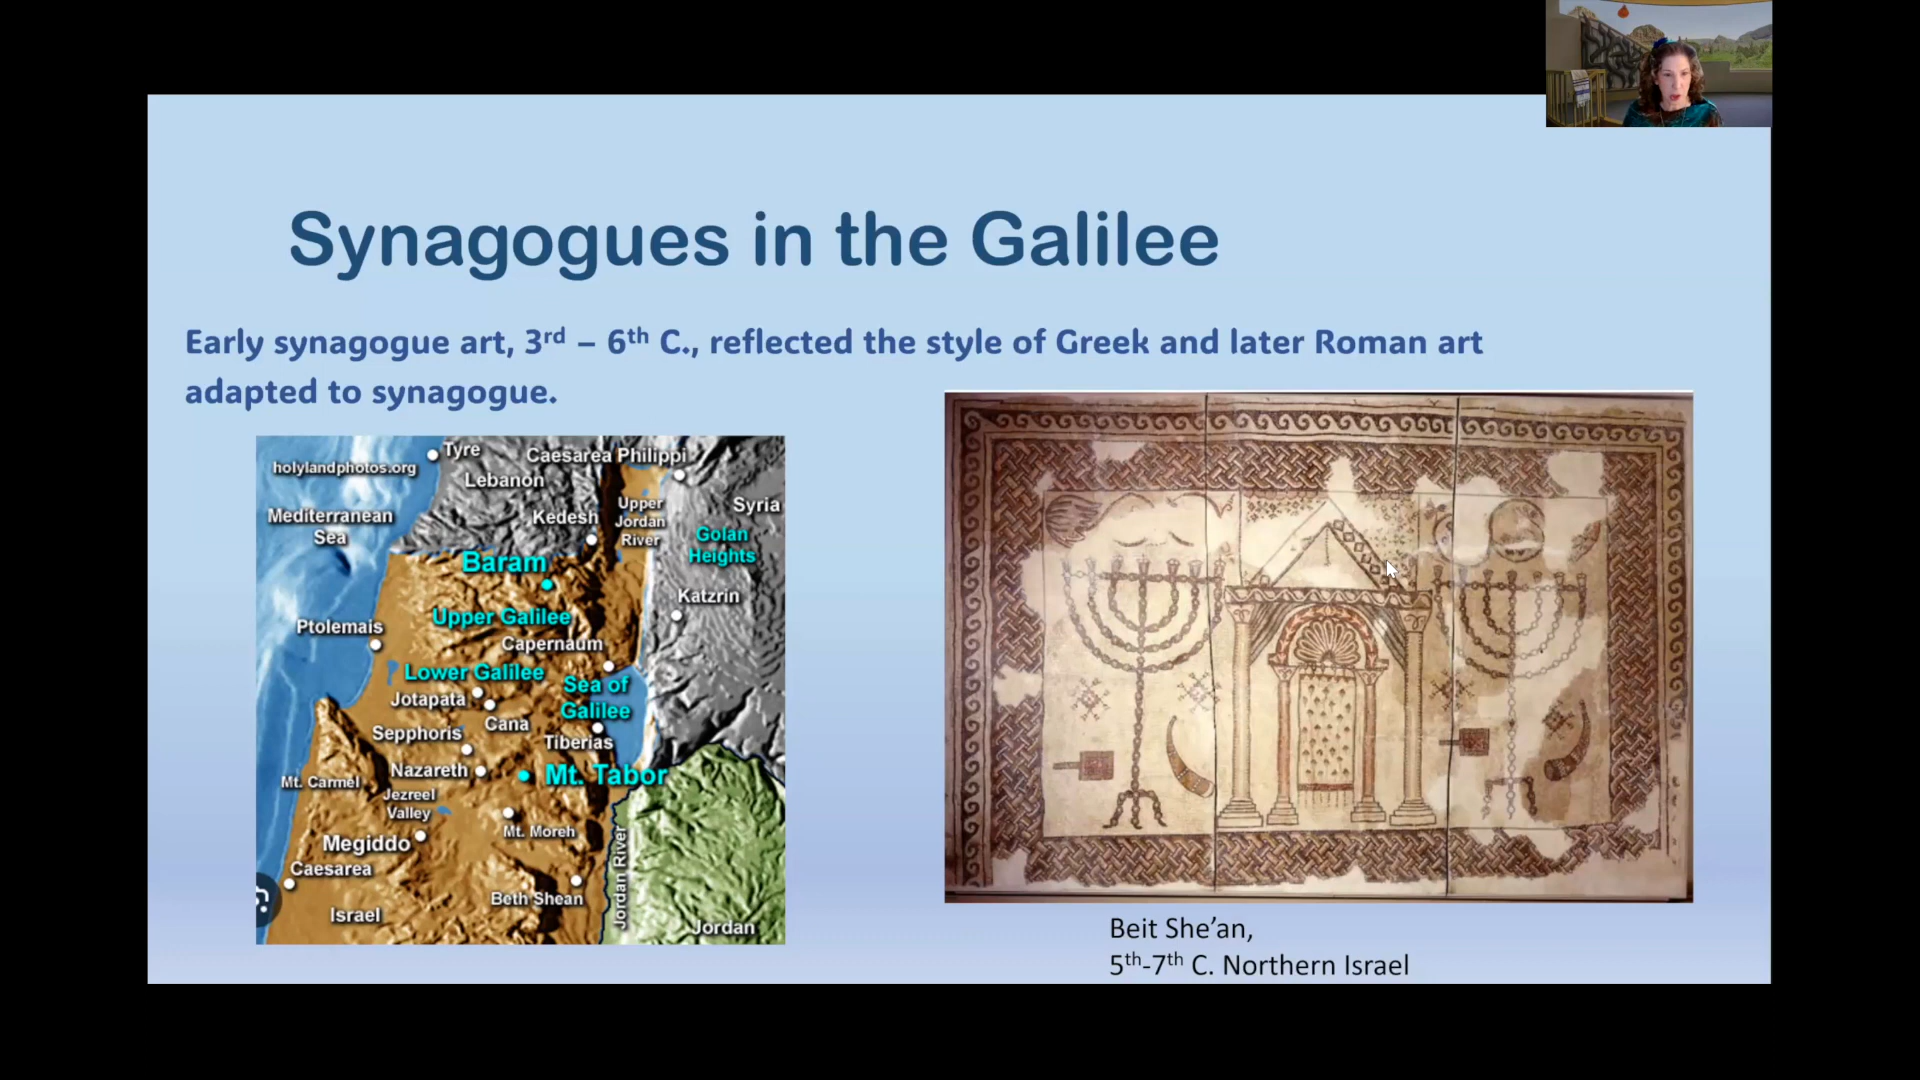 Synagogues in the Galilee
Early synagogue art, 3rd – 6th C., reflected the style of Greek and later Roman art
adapted to synagogue.
Tyre
Caesarea Philippi
holylandphotos.org
Lebanon
Mediterranean
Sea
Kedesh
Upper
Jordan
River
Syria
Golan
Heights
Baram
Katzrin
Upper Galilee
Ptolemais
Capernaum
Lower Galilee
Sea of
Galilee
Jotapata
Cana
Sepphoris
Tiberias
Nazareth
Mt. Tabor
Mt. Carmel
Jezreel
Valley
Mt. Moreh
Megiddo
Caesarea
Beth Shean
Jordan River
Israel
Jordan
Beit She’an,
5th-7th C. Northern Israel